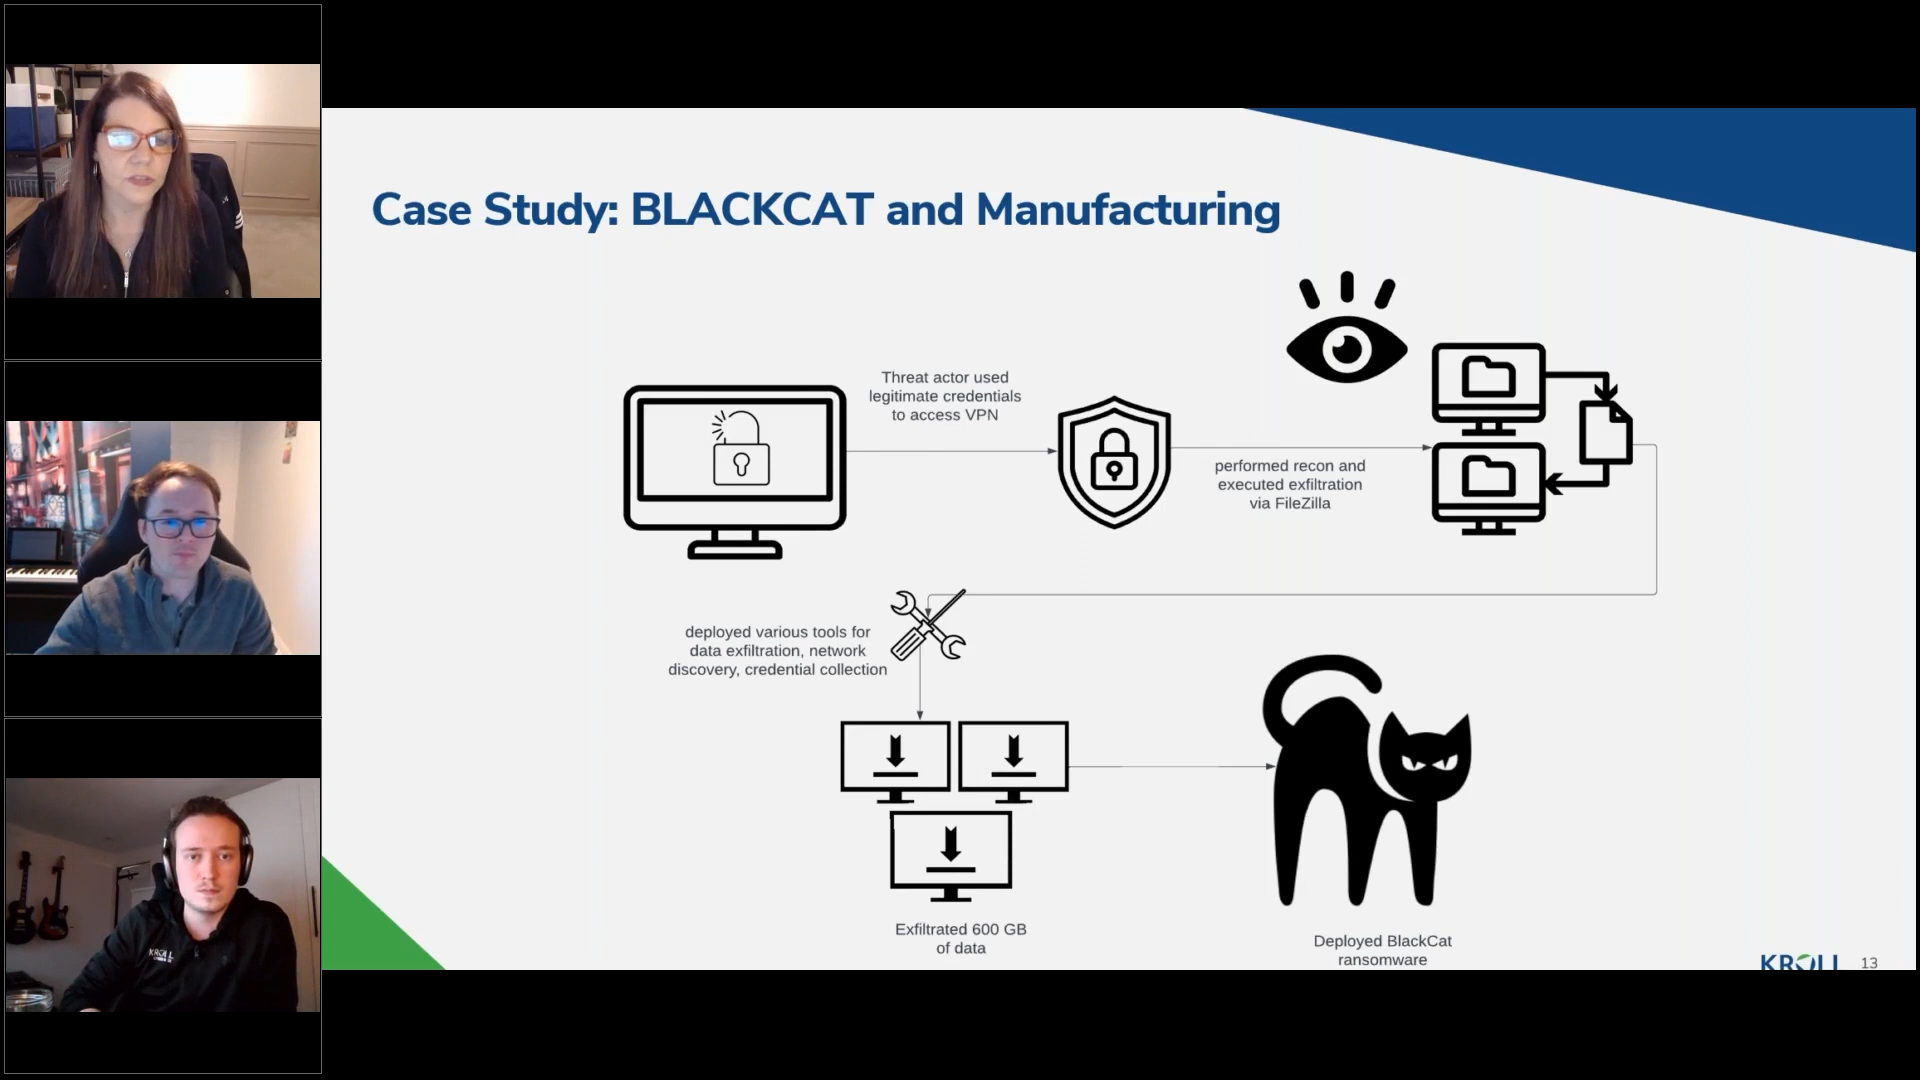 Case Study: BLACKCAT and Manufacturing
Threat actor used
legitimate credentials
to access VPN
performed recon and
executed exfiltration
via FileZilla
deployed various tools for
data exfiltration, network
discovery, credential collection
Exfiltrated 600 GB
of data
Deployed BlackCat
ransomware
KROLL
13
KROLL